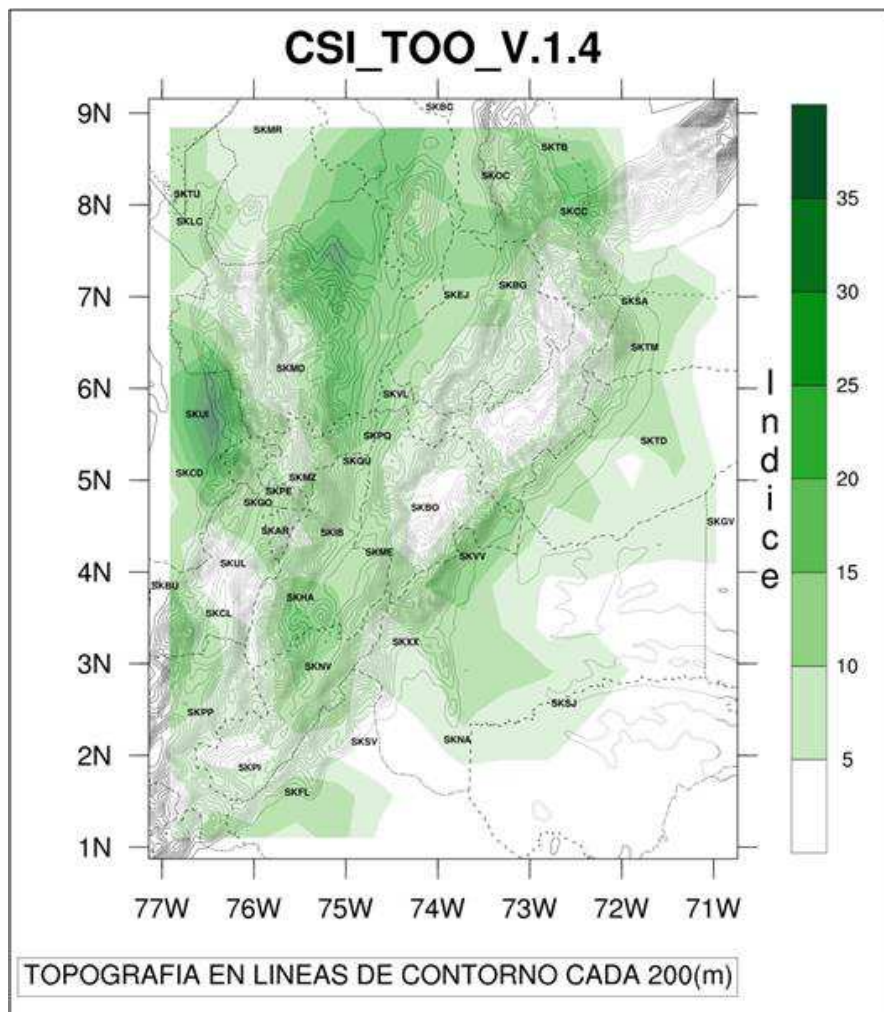 CSI_TOO_V.1.4
9N
8N
7N
6N
5N
4N
3N
2N
1N
SKBC
SKMR
SKTB
SKOC
SKTU
SKCC
SKLC
SKBG
SKEJ
SKSA
SKTM
SKMD
SKVL
SKUI
SKPQ
SKTD
SKQU
SKCD
SKMZ
SKPE
SKGO
SKBO
SKGV
SKAR
SKIB
SKME
SKVV
SKUL
SKBU
SKHA
SKCL
SKXX
SKNV
SKSJ
SKPP
SKSV
SKNA
SKPI
SKFL
77W 76W 75W 74W 73W 72W 71W
35
30
25
20
15
10
5
Indice
TOPOGRAFIA EN LINEAS DE CONTORNO CADA 200(m)